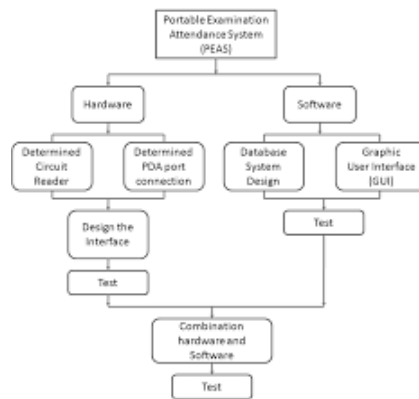 Portable Examination
Attendance System
(PEAS)
Hardware
Software
Determined
Circuit
Reader
Determined
PDA port
connection
Database
System
Design
Graphic
User Interface
(GUI)
Design the
Interface
Test
Test
Combination
hardware and
Software
Test